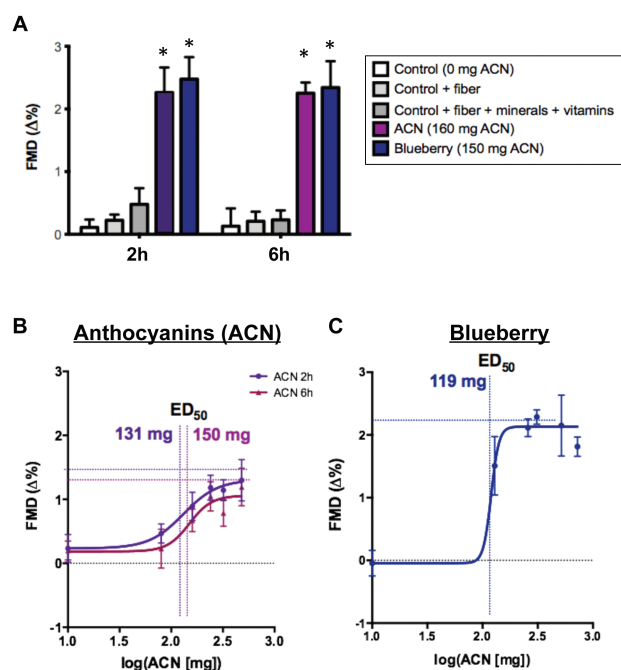 A
3
2
1
0
FMD (Δ%)
* *
* *
2h
6h
Control (0 mg ACN)
Control + fiber
Control + fiber + minerals + vitamins
ACN (160 mg ACN)
Blueberry (150 mg ACN)
B
Anthocyanins (ACN)
ACN 2h
ACN 6h
ED50
131 mg
150 mg
3
2
1
0
-1
FMD (Δ%)
1.0 1.5 2.0 2.5 3.0
log(ACN [mg])
C
Blueberry
ED50
119 mg
3
2
1
0
-1
FMD (Δ%)
1.0 1.5 2.0 2.5 3.0
log(ACN [mg])